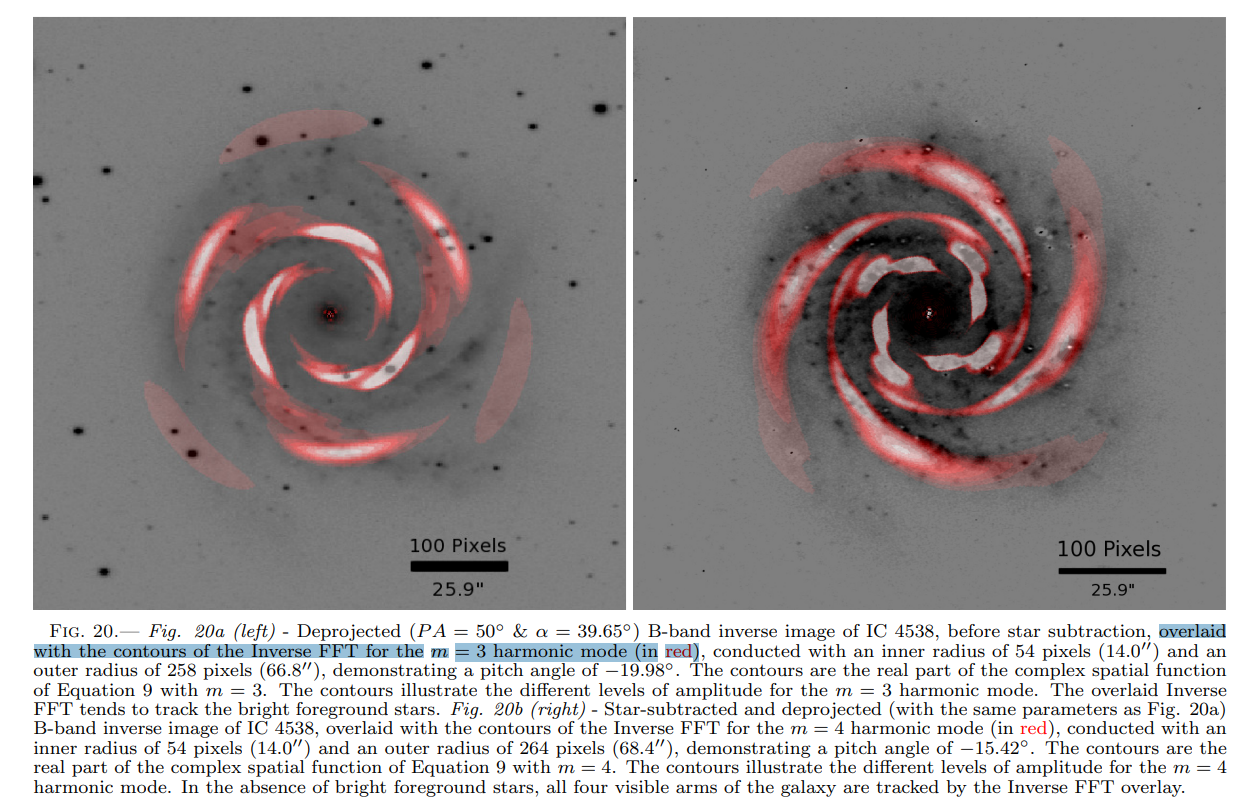 100 Pixels
25.9"
100 Pixels
25.9"
FIG. 20.— Fig. 20a (left) - Deprojected (PA = 50° & α = 39.65°) B-band inverse image of IC 4538, before star subtraction, overlaid
with the contours of the Inverse FFT for the m = 3 harmonic mode (in red), conducted with an inner radius of 54 pixels (14.0″) and an
outer radius of 258 pixels (66.8″), demonstrating a pitch angle of −19.98°. The contours are the real part of the complex spatial function
of Equation 9 with m = 3. The contours illustrate the different levels of amplitude for the m = 3 harmonic mode. The overlaid Inverse
FFT tends to track the bright foreground stars. Fig. 20b (right) - Star-subtracted and deprojected (with the same parameters as Fig. 20a)
B-band inverse image of IC 4538, overlaid with the contours of the Inverse FFT for the m = 4 harmonic mode (in red), conducted with an
inner radius of 54 pixels (14.0″) and an outer radius of 264 pixels (68.4″), demonstrating a pitch angle of −15.42°. The contours are the
real part of the complex spatial function of Equation 9 with m = 4. The contours illustrate the different levels of amplitude for the m = 4
harmonic mode. In the absence of bright foreground stars, all four visible arms of the galaxy are tracked by the Inverse FFT overlay.